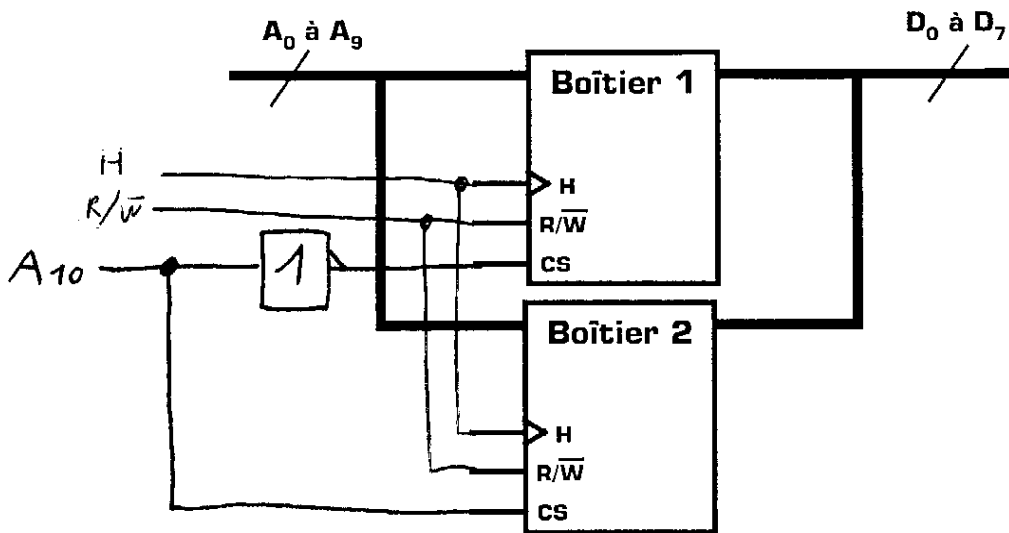 A₀ à A₉
D₀ à D₇
Boîtier 1
H
H
R/W̅
R/W̅
A₁₀
1
CS
Boîtier 2
H
R/W̅
CS